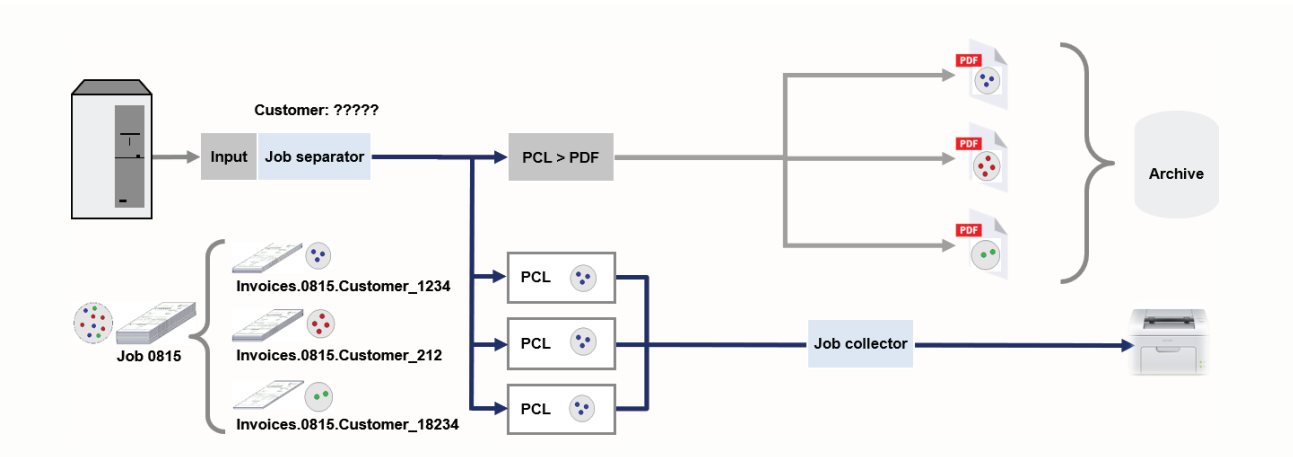 Customer: ?????
Input
Job separator
PCL > PDF
PDF
PDF
PDF
Archive
Invoices.0815.Customer_1234
Job 0815
Invoices.0815.Customer_212
Invoices.0815.Customer_18234
PCL
PCL
PCL
Job collector